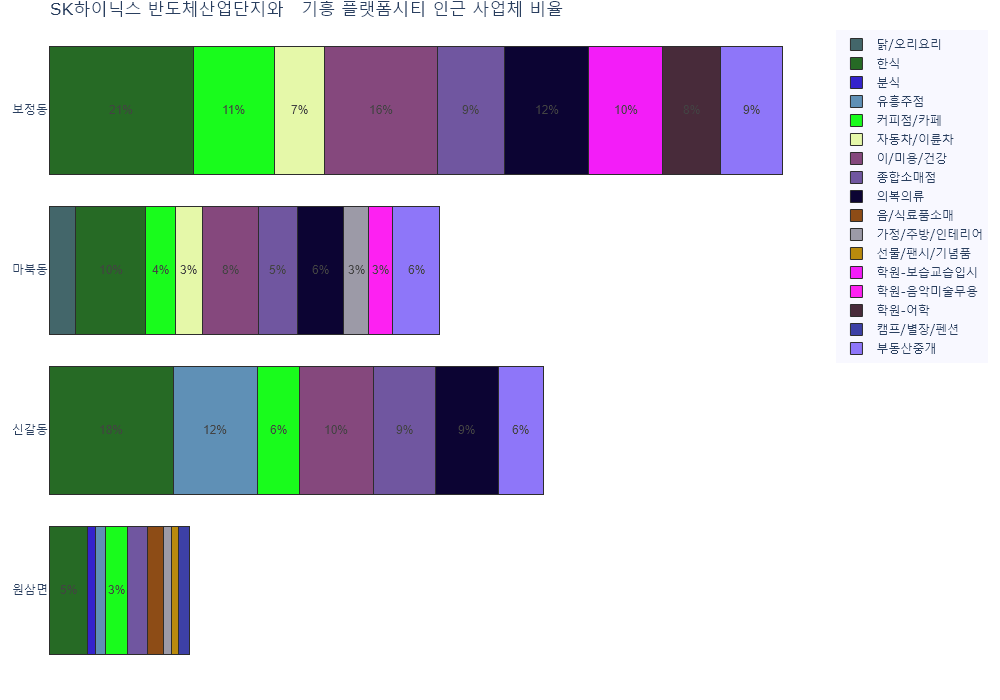 SK하이닉스 반도체산업단지와 기흥 플랫폼시티 인근 사업체 비율
보정동
21%
11%
7%
16%
9%
12%
10%
8%
9%
마북동
10%
4%
3%
8%
5%
6%
3%
3%
6%
신갈동
18%
12%
6%
10%
9%
9%
6%
원삼면
5%
3%
닭/오리요리
한식
분식
유흥주점
커피점/카페
자동차/이륜차
이/미용/건강
종합소매점
의복의류
음/식료품소매
가정/주방/인테리어
선물/팬시/기념품
학원-보습교습입시
학원-음악미술무용
학원-어학
캠프/별장/펜션
부동산중개